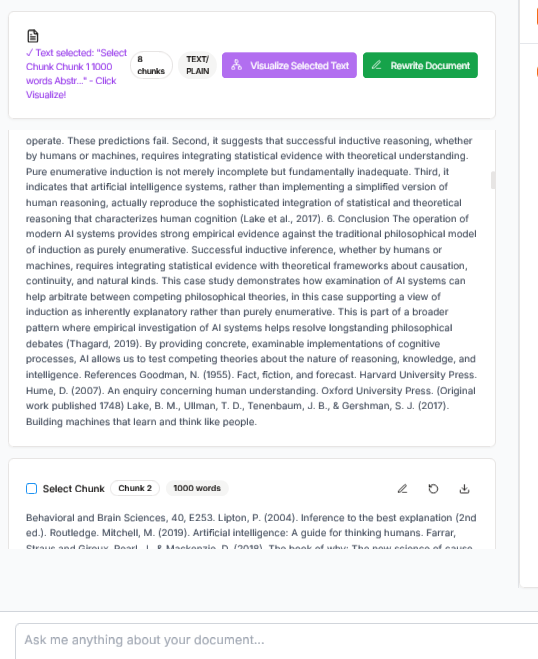 ✓ Text selected: "Select
Chunk Chunk 1 1000
words Abstr..." - Click
Visualize!
8
chunks
TEXT/
PLAIN
Visualize Selected Text
Rewrite Document
operate. These predictions fail. Second, it suggests that successful inductive reasoning, whether
by humans or machines, requires integrating statistical evidence with theoretical understanding.
Pure enumerative induction is not merely incomplete but fundamentally inadequate. Third, it
indicates that artificial intelligence systems, rather than implementing a simplified version of
human reasoning, actually reproduce the sophisticated integration of statistical and theoretical
reasoning that characterizes human cognition (Lake et al., 2017). 6. Conclusion The operation of
modern AI systems provides strong empirical evidence against the traditional philosophical model
of induction as purely enumerative. Successful inductive inference, whether by humans or
machines, requires integrating statistical evidence with theoretical frameworks about causation,
continuity, and natural kinds. This case study demonstrates how examination of AI systems can
help arbitrate between competing philosophical theories, in this case supporting a view of
induction as inherently explanatory rather than purely enumerative. This is part of a broader
pattern where empirical investigation of AI systems helps resolve longstanding philosophical
debates (Thagard, 2019). By providing concrete, examinable implementations of cognitive
processes, AI allows us to test competing theories about the nature of reasoning, knowledge, and
intelligence. References Goodman, N. (1955). Fact, fiction, and forecast. Harvard University Press.
Hume, D. (2007). An enquiry concerning human understanding. Oxford University Press. (Original
work published 1748) Lake, B. M., Ullman, T. D., Tenenbaum, J. B., & Gershman, S. J. (2017).
Building machines that learn and think like people.
Select Chunk
Chunk 2
1000 words
Behavioral and Brain Sciences, 40, E253. Lipton, P. (2004). Inference to the best explanation (2nd
ed.). Routledge. Mitchell, M. (2019). Artificial intelligence: A guide for thinking humans. Farrar,
Straus and Giroux. Pearl, J., & Mackenzie, D. (2018). The book of why: The new science of cause
Ask me anything about your document...